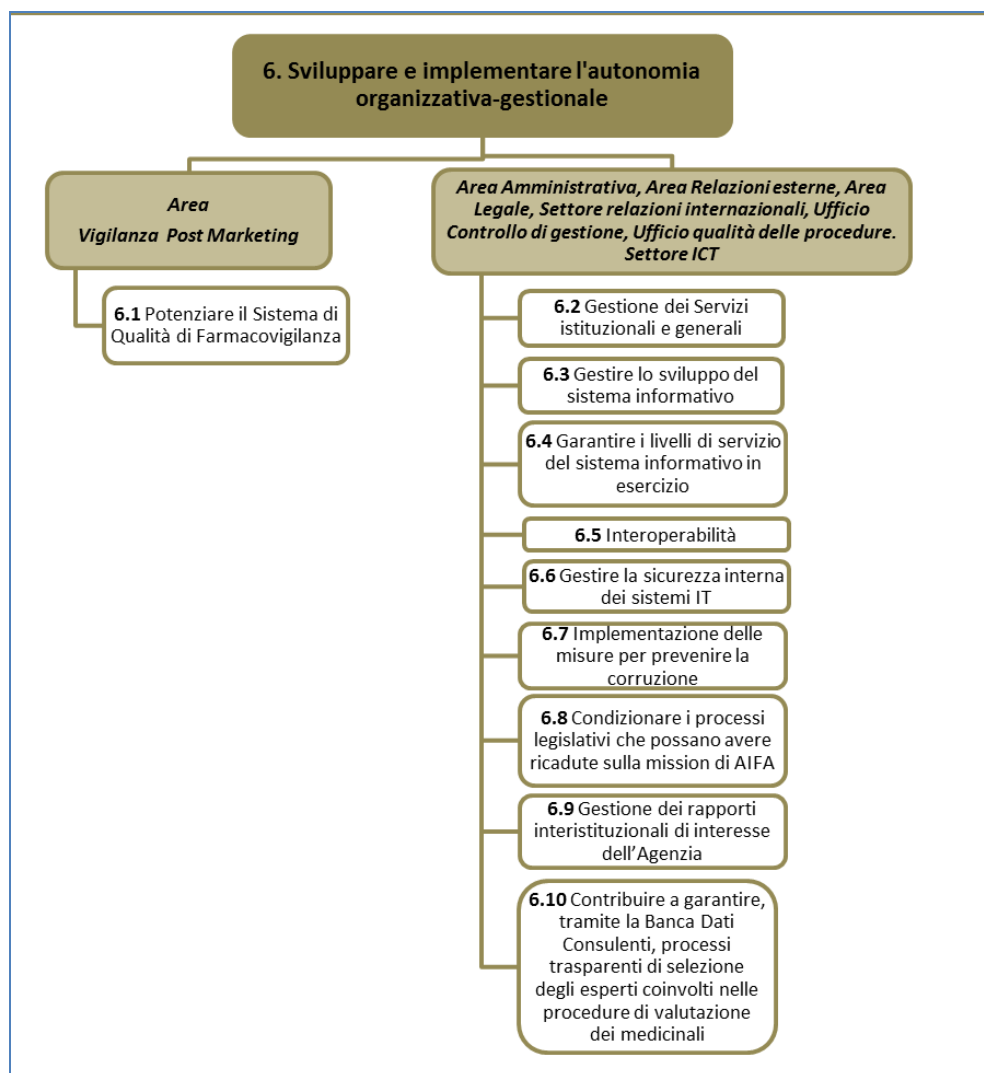 6. Sviluppare e implementare l'autonomia
organizzativa-gestionale
Area
Vigilanza Post Marketing
6.1 Potenziare il Sistema di
Qualità di Farmacovigilanza
Area Amministrativa, Area Relazioni esterne, Area
Legale, Settore relazioni internazionali, Ufficio
Controllo di gestione, Ufficio qualità delle procedure.
Settore ICT
6.2 Gestione dei Servizi
istituzionali e generali
6.3 Gestire lo sviluppo del
sistema informativo
6.4 Garantire i livelli di servizio
del sistema informativo in
esercizio
6.5 Interoperabilità
6.6 Gestire la sicurezza interna
dei sistemi IT
6.7 Implementazione delle
misure per prevenire la
corruzione
6.8 Condizionare i processi
legislativi che possano avere
ricadute sulla mission di AIFA
6.9 Gestione dei rapporti
interistituzionali di interesse
dell’Agenzia
6.10 Contribuire a garantire,
tramite la Banca Dati
Consulenti, processi
trasparenti di selezione
degli esperti coinvolti nelle
procedure di valutazione
dei medicinali